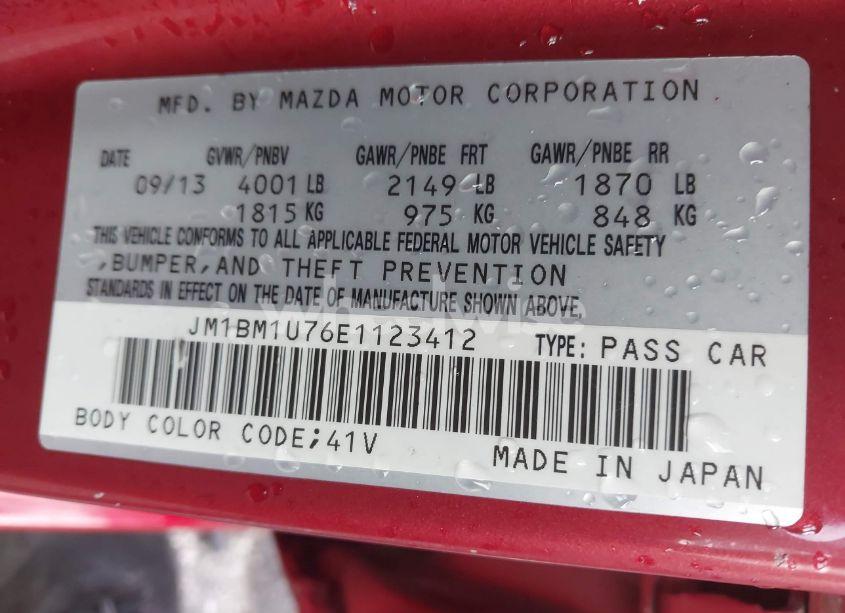 MFD. BY MAZDA MOTOR CORPORATION
DATE GVWR/PNBV GAWR/PNBE FRT GAWR/PNBE RR
09/13 4001 LB 2149 LB 1870 LB
1815 KG 975 KG 848 KG
THIS VEHICLE CONFORMS TO ALL APPLICABLE FEDERAL MOTOR VEHICLE SAFETY
,BUMPER,AND THEFT PREVENTION
STANDARDS IN EFFECT ON THE DATE OF MANUFACTURE SHOWN ABOVE.
JM1BM1U76E1123412 TYPE: PASS CAR
BODY COLOR CODE;41V
MADE IN JAPAN